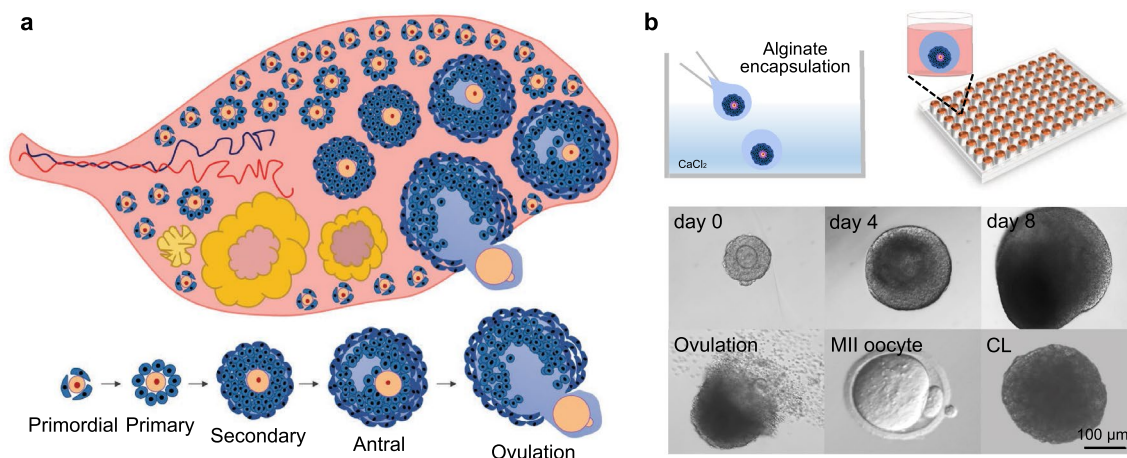 a
Primordial
Primary
Secondary
Antral
Ovulation
b
Alginate
encapsulation
CaCl₂
day 0
day 4
day 8
Ovulation
MII oocyte
CL
100 µm